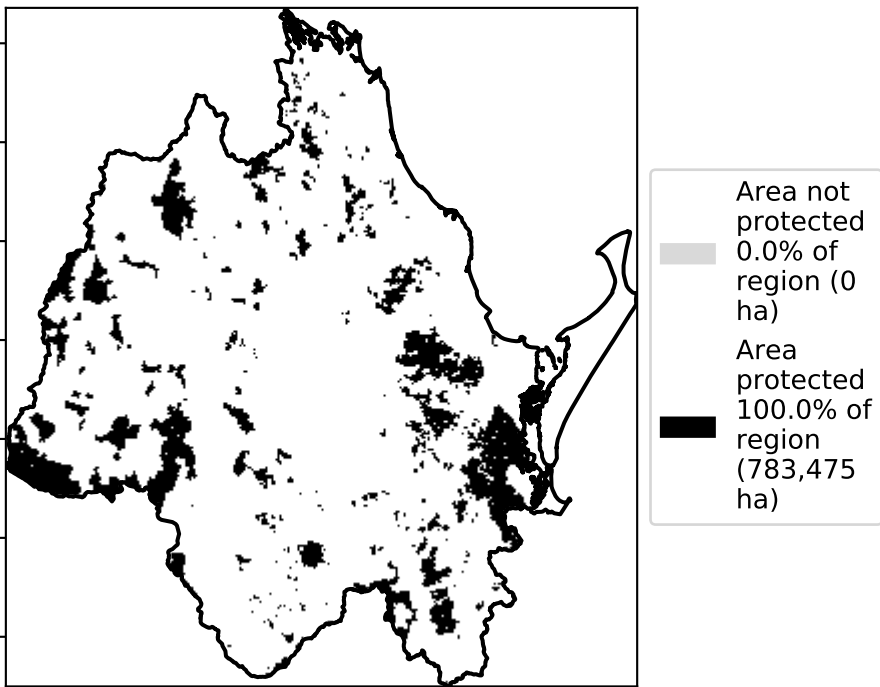 Area not
protected
0.0% of
region (0
ha)
Area
protected
100.0% of
region
(783,475
ha)